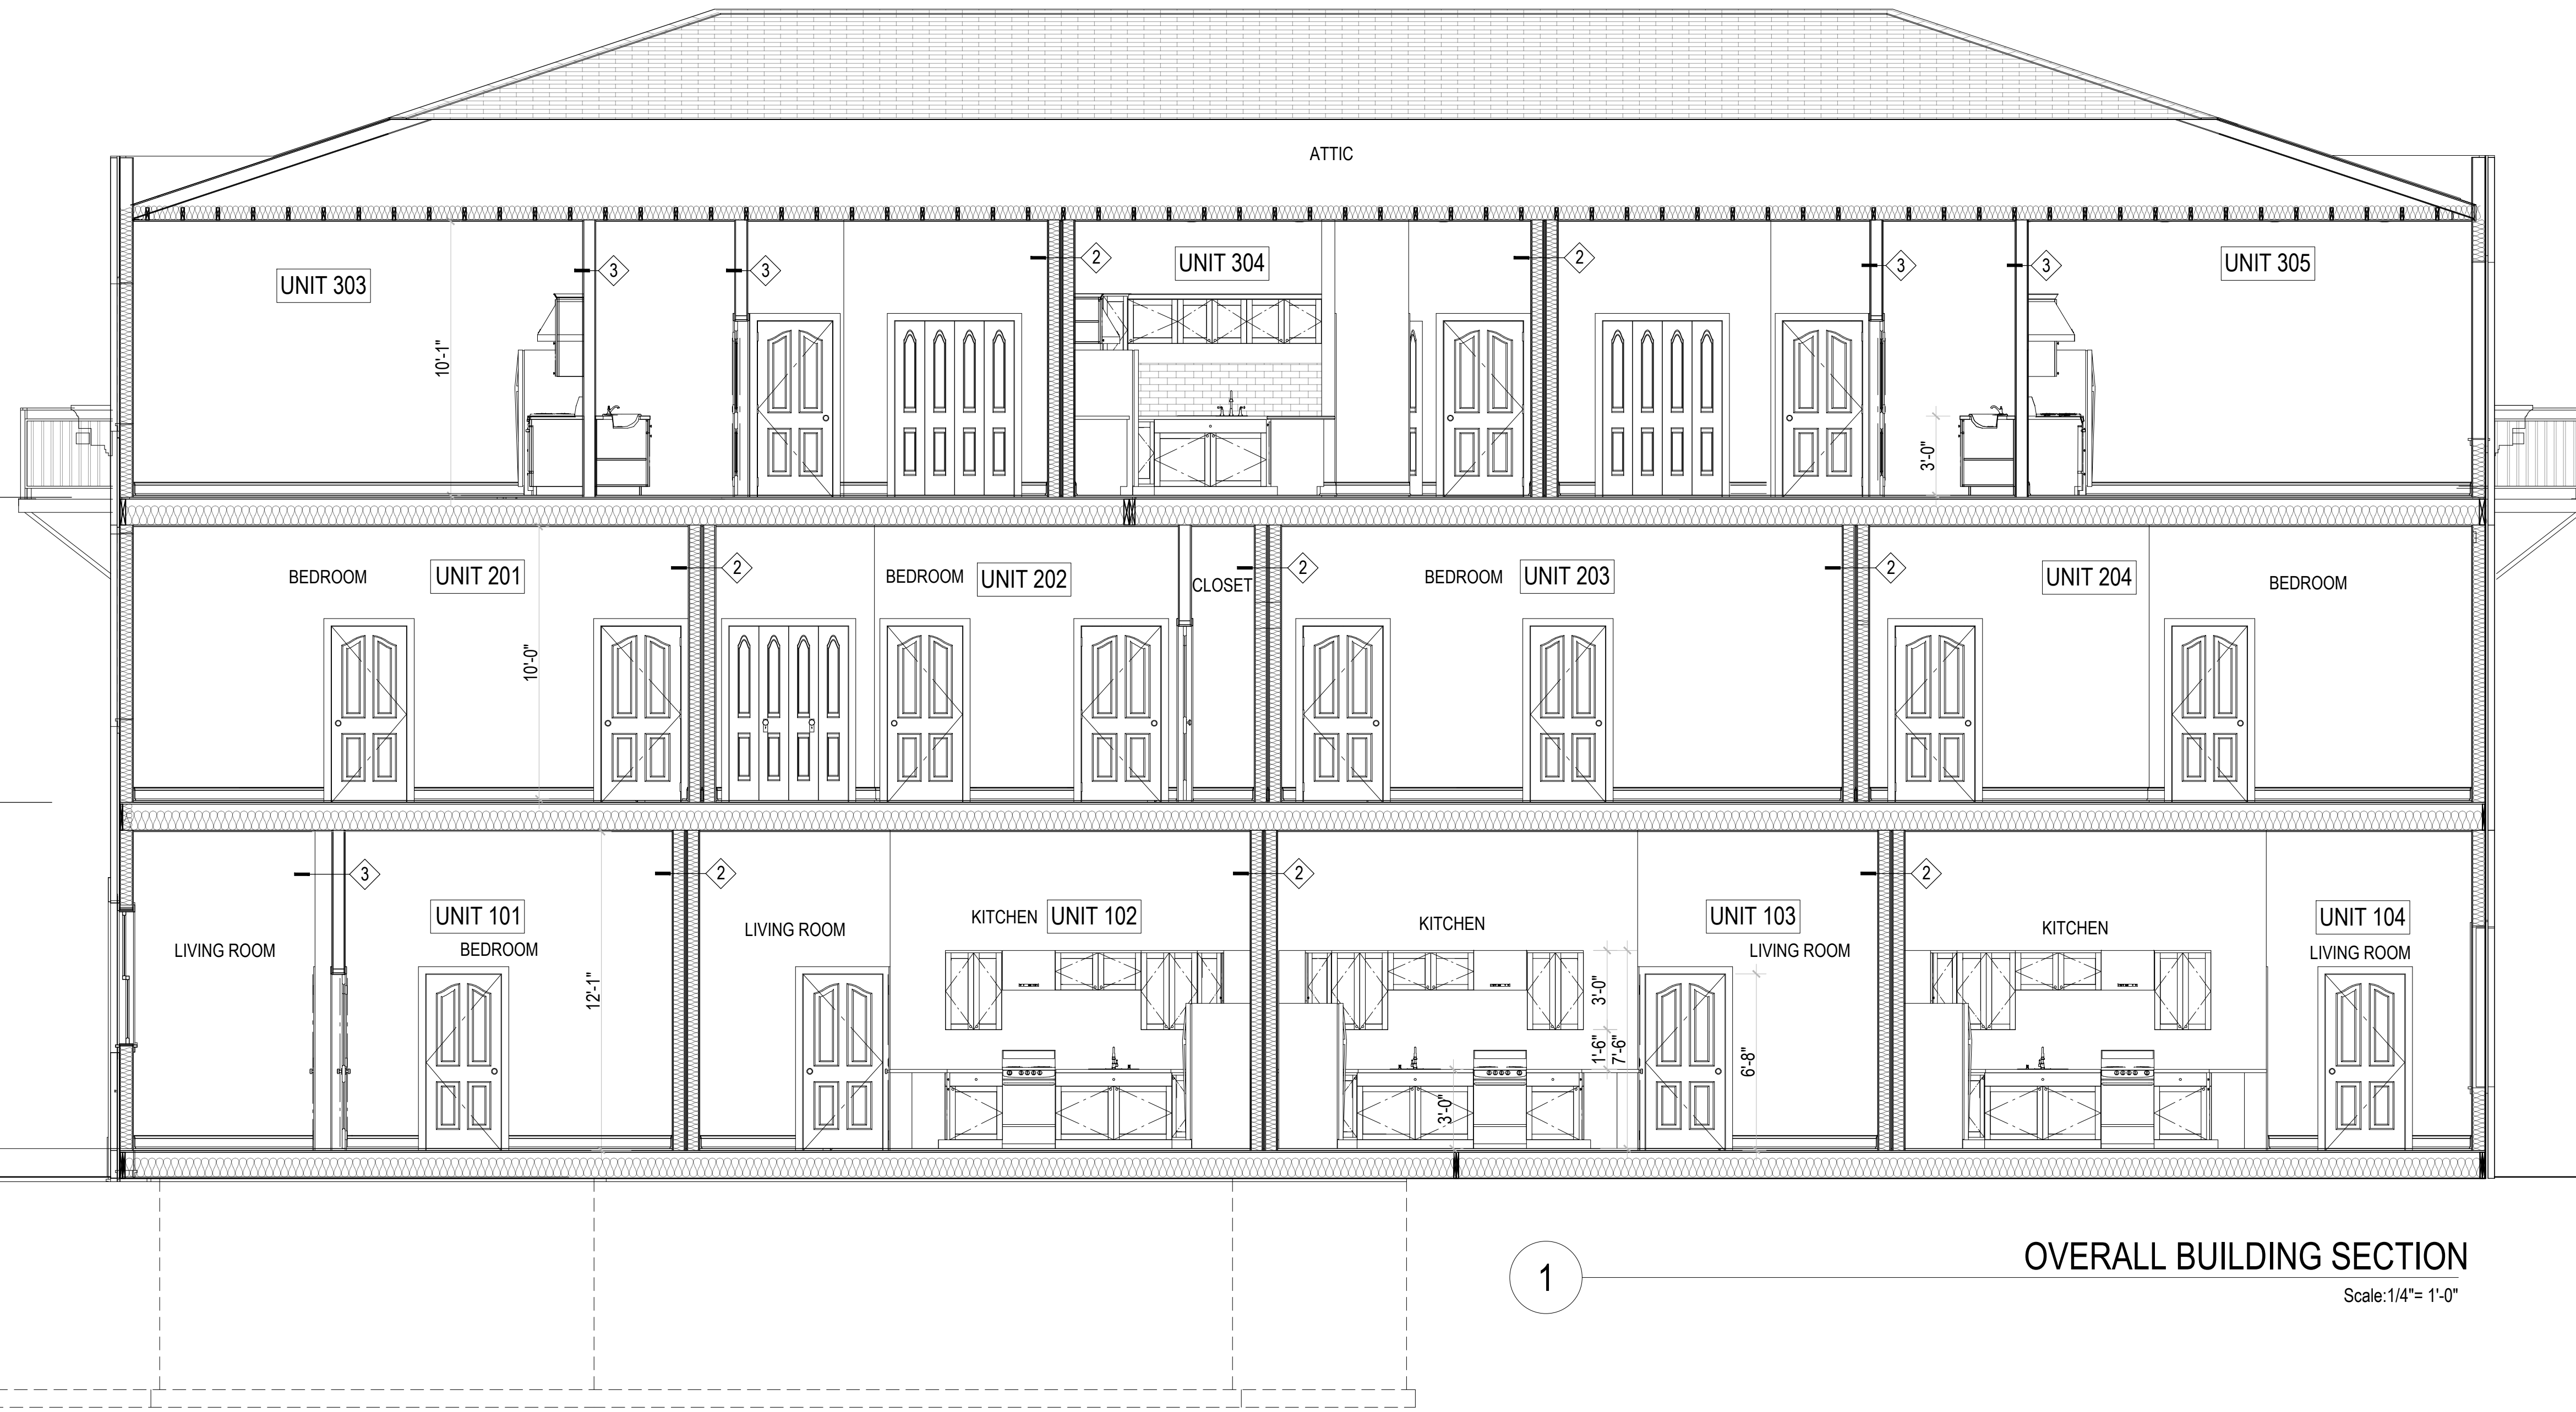 ATTIC
UNIT 303
3
3
2
UNIT 304
2
3
3
UNIT 305
10'-1"
3'-0"
BEDROOM
UNIT 201
2
BEDROOM
UNIT 202
CLOSET
2
BEDROOM
UNIT 203
2
UNIT 204
BEDROOM
10'-0"
3
2
2
2
UNIT 101
LIVING ROOM
BEDROOM
12'-1"
LIVING ROOM
KITCHEN
UNIT 102
KITCHEN
UNIT 103
LIVING ROOM
3'-0"
1'-6"
7'-6"
3'-0"
6'-8"
KITCHEN
UNIT 104
LIVING ROOM
1
OVERALL BUILDING SECTION
Scale:1/4"= 1'-0"